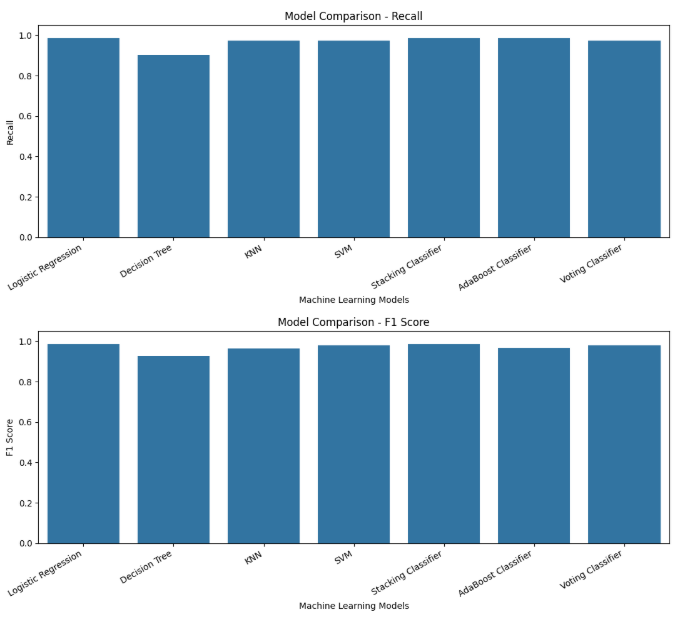 Model Comparison - Recall
1.0
0.8
0.6
0.4
0.2
0.0
Recall
Logistic Regression
Decision Tree
KNN
SVM
Stacking Classifier
AdaBoost Classifier
Voting Classifier
Machine Learning Models
Model Comparison - F1 Score
1.0
0.8
0.6
0.4
0.2
0.0
F1 Score
Logistic Regression
Decision Tree
KNN
SVM
Stacking Classifier
AdaBoost Classifier
Voting Classifier
Machine Learning Models